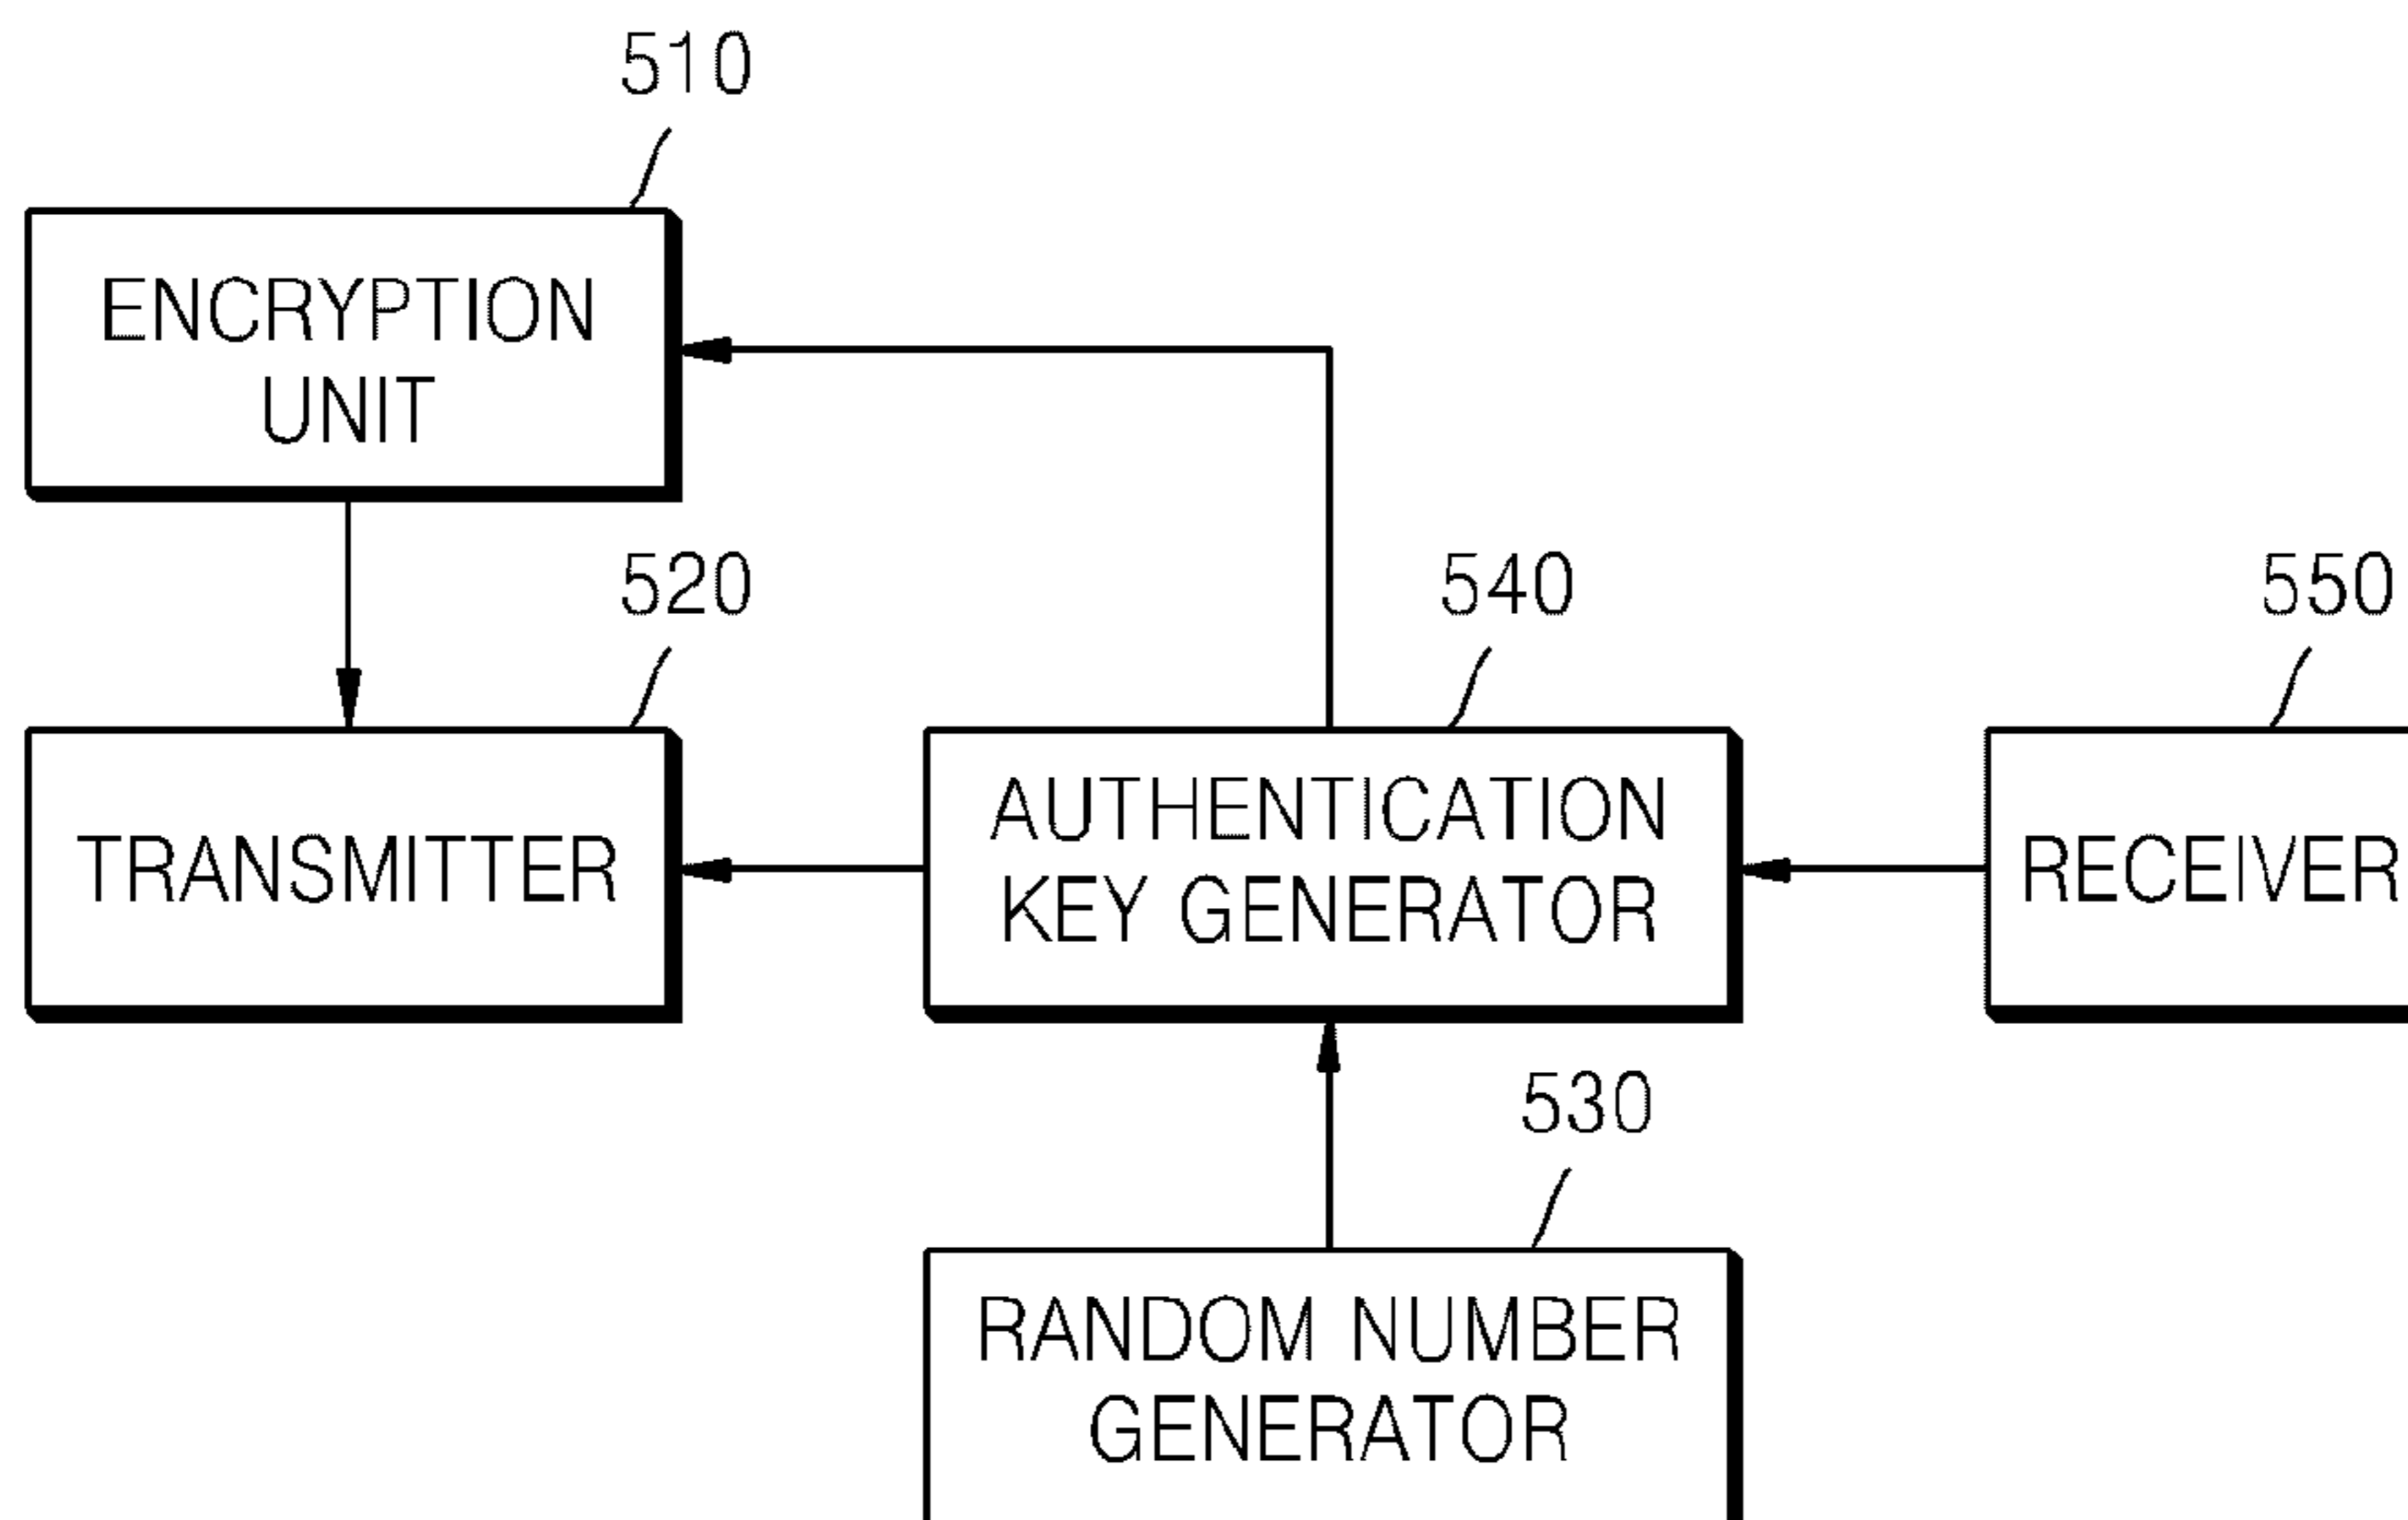 510
ENCRYPTION
UNIT
520
TRANSMITTER
540
AUTHENTICATION
KEY GENERATOR
550
RECEIVER
530
RANDOM NUMBER
GENERATOR